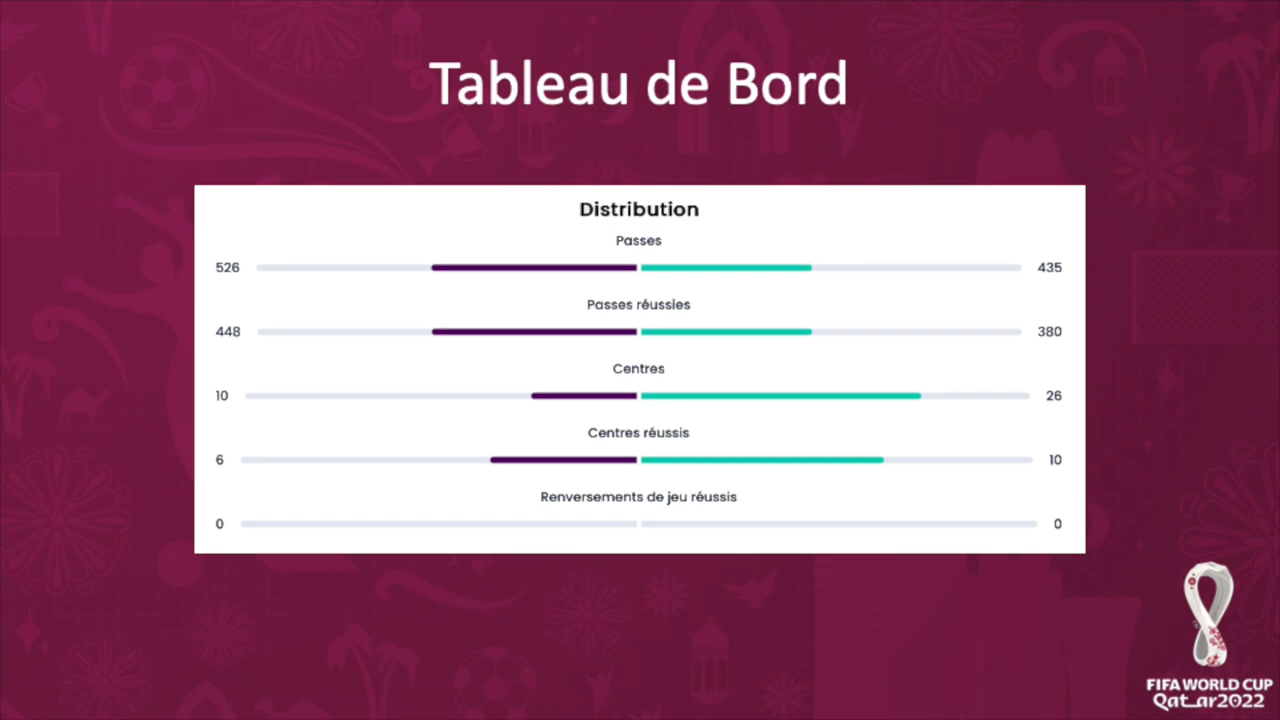 Tableau de Bord
Distribution
Passes
526 435
Passes réussies
448 380
Centres
10 26
Centres réussis
6 10
Renversements de jeu réussis
0 0
FIFA WORLD CUP
Qatar2022